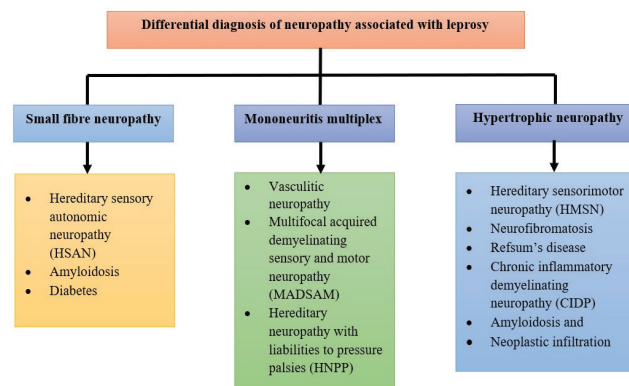 Differential diagnosis of neuropathy associated with leprosy
Small fibre neuropathy
• Hereditary sensory
autonomic
neuropathy
(HSAN)
• Amyloidosis
• Diabetes
Mononeuritis multiplex
• Vasculitic
neuropathy
• Multifocal acquired
demyelinating
sensory and motor
neuropathy
(MADSAM)
• Hereditary
neuropathy with
liabilities to pressure
palsies (HNPP)
Hypertrophic neuropathy
• Hereditary sensorimotor
neuropathy (HMSN)
• Neurofibromatosis
• Refsum's disease
• Chronic inflammatory
demyelinating
neuropathy (CIDP)
• Amyloidosis and
• Neoplastic infiltration